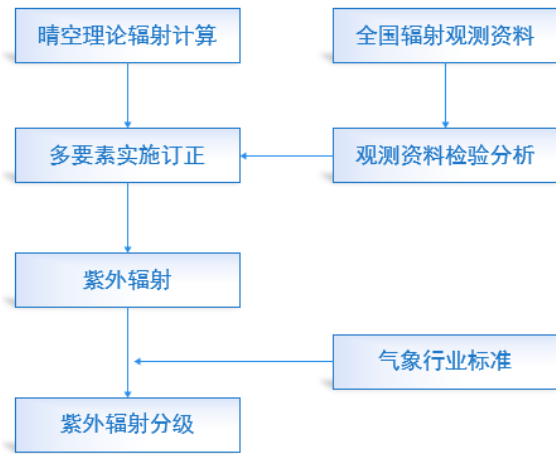 晴空理论辐射计算
全国辐射观测资料
多要素实施订正
观测资料检验分析
紫外辐射
气象行业标准
紫外辐射分级